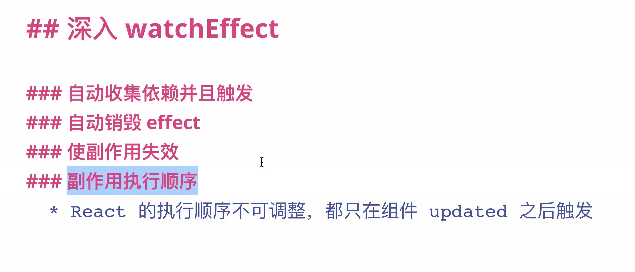 ## 深入 watchEffect
### 自动收集依赖并且触发
### 自动销毁 effect
### 使副作用失效
### 副作用执行顺序
* React 的执行顺序不可调整，都只在组件 updated 之后触发